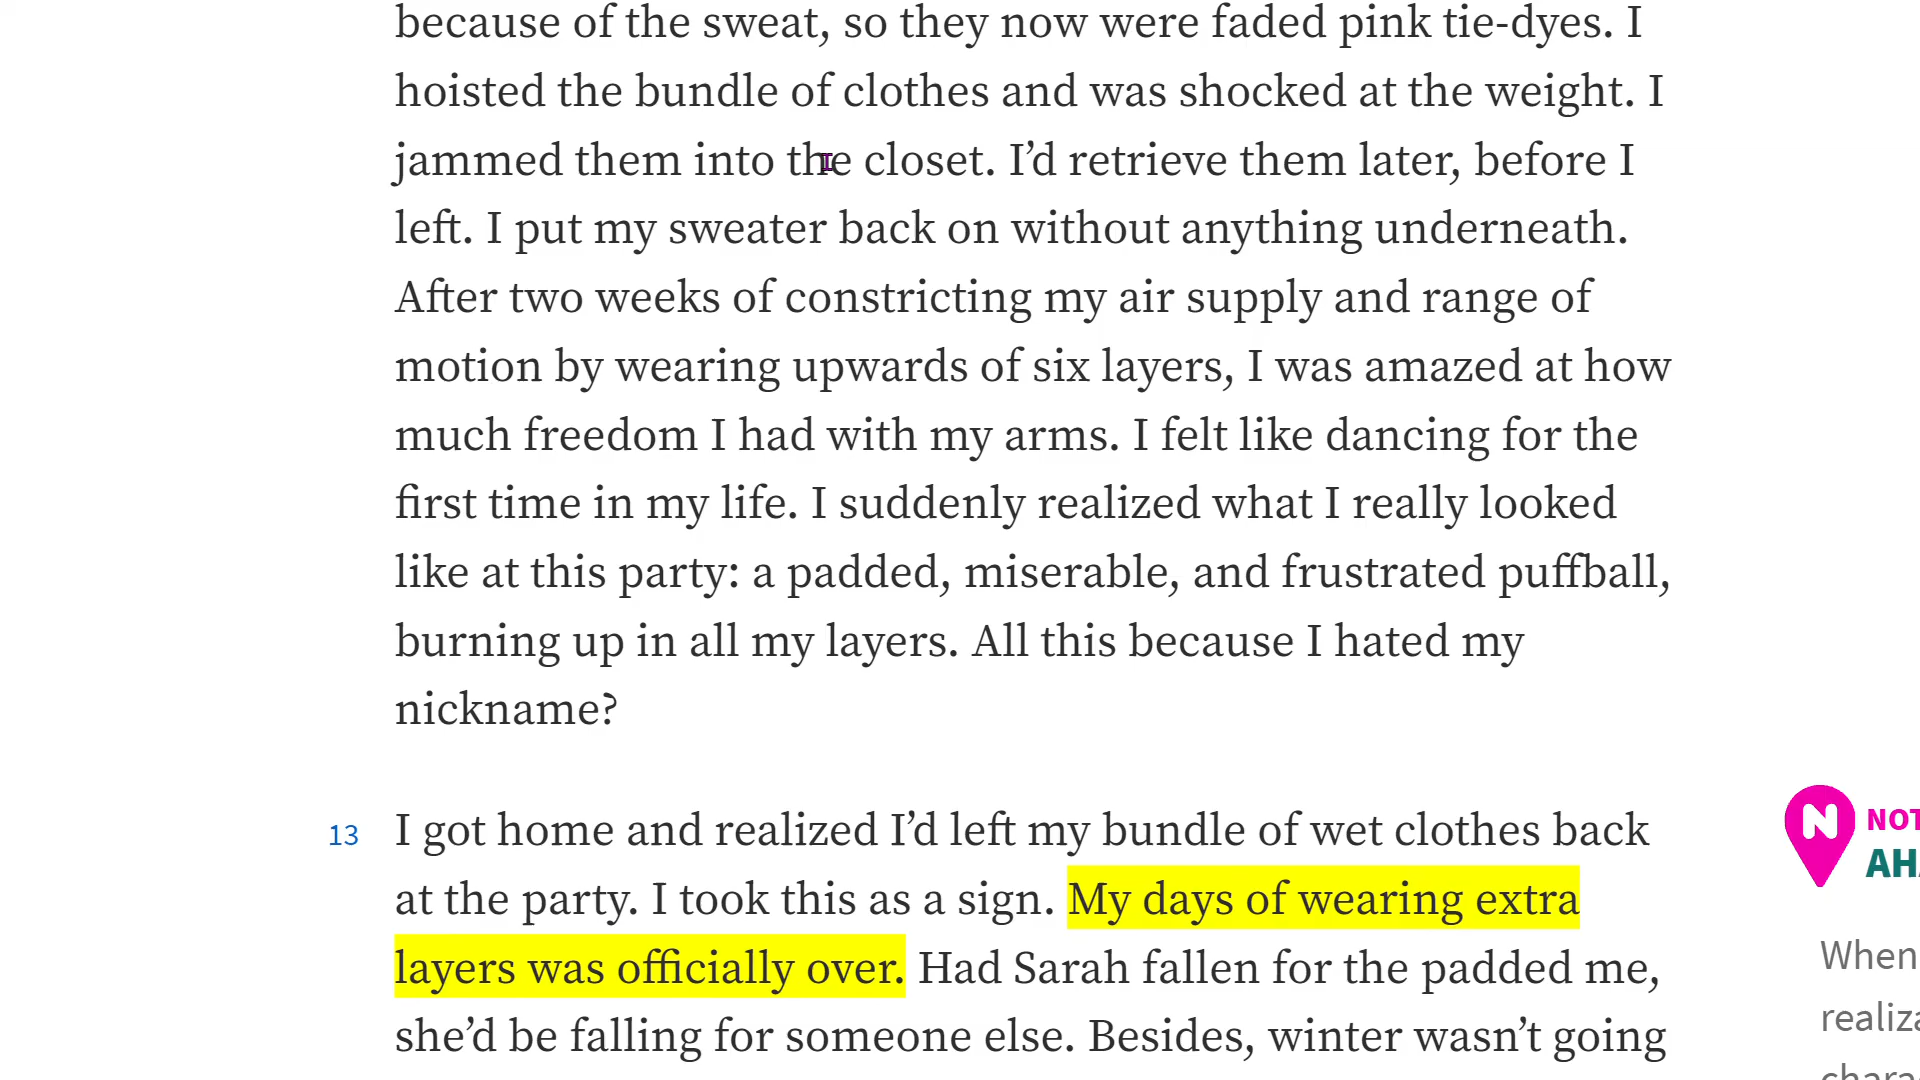 because of the sweat, so they now were faded pink tie-dyes. I
hoisted the bundle of clothes and was shocked at the weight. I
jammed them into the closet. I’d retrieve them later, before I
left. I put my sweater back on without anything underneath.
After two weeks of constricting my air supply and range of
motion by wearing upwards of six layers, I was amazed at how
much freedom I had with my arms. I felt like dancing for the
first time in my life. I suddenly realized what I really looked
like at this party: a padded, miserable, and frustrated puffball,
burning up in all my layers. All this because I hated my
nickname?
13 I got home and realized I’d left my bundle of wet clothes back
at the party. I took this as a sign. My days of wearing extra
layers was officially over. Had Sarah fallen for the padded me,
she’d be falling for someone else. Besides, winter wasn’t going
N NOT
AH
When
realiz